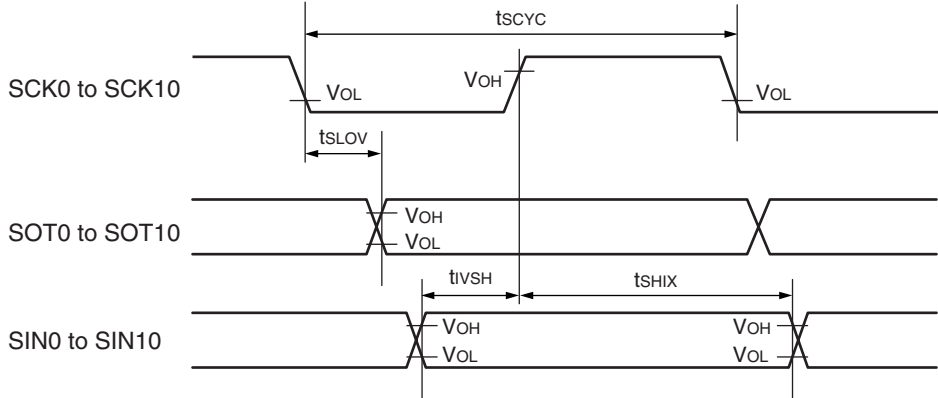 tSCYC
SCK0 to SCK10
VOL
VOH
VOL
tSLOV
SOT0 to SOT10
VOH
VOL
tIVSH
tSHIX
SIN0 to SIN10
VOH
VOH
VOL
VOL